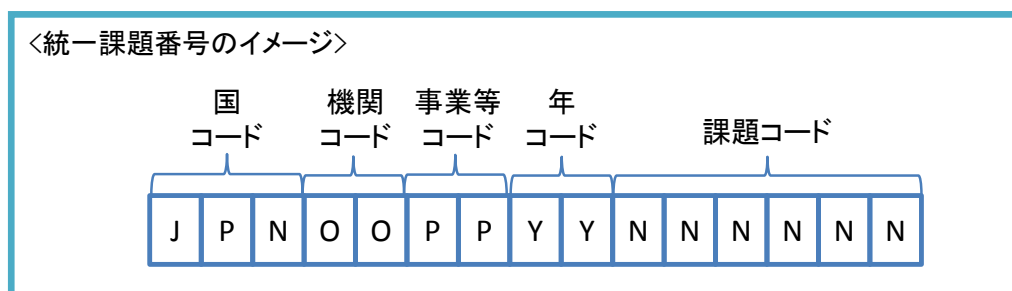 <統一課題番号のイメージ>
国 機関 事業等 年
コード コード コード コード 課題コード
J P N O O P P Y Y N N N N N N